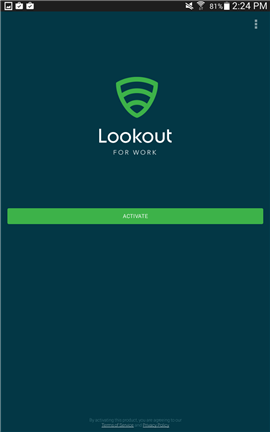 81% 2:24 PM
Lookout
FOR WORK
ACTIVATE
By activating this product you are agreeing to our
Terms of Service and Privacy Policy